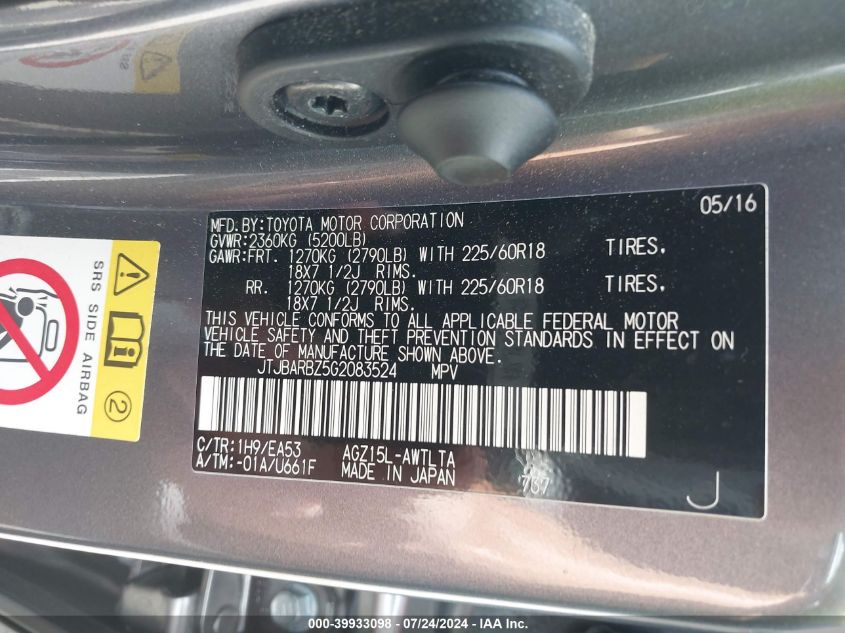 05/16
MFD.BY:TOYOTA MOTOR CORPORATION
GVWR:2360KG (5200LB)
GAWR:FRT. 1270KG (2790LB) WITH 225/60R18 TIRES,
18X7 1/2J RIMS.
RR. 1270KG (2790LB) WITH 225/60R18 TIRES,
18X7 1/2J RIMS.
THIS VEHICLE CONFORMS TO ALL APPLICABLE FEDERAL MOTOR
VEHICLE SAFETY AND THEFT PREVENTION STANDARDS IN EFFECT ON
THE DATE OF MANUFACTURE SHOWN ABOVE.
JTJBARBZ5G2083524 MPV
C/TR:1H9/EA53 AGZ15L-AWTLTA
A/TM:-01A/U661F MADE IN JAPAN 767
J
SRS SIDE AIRBAG
2
000-39933098 - 07/24/2024 - IAA Inc.